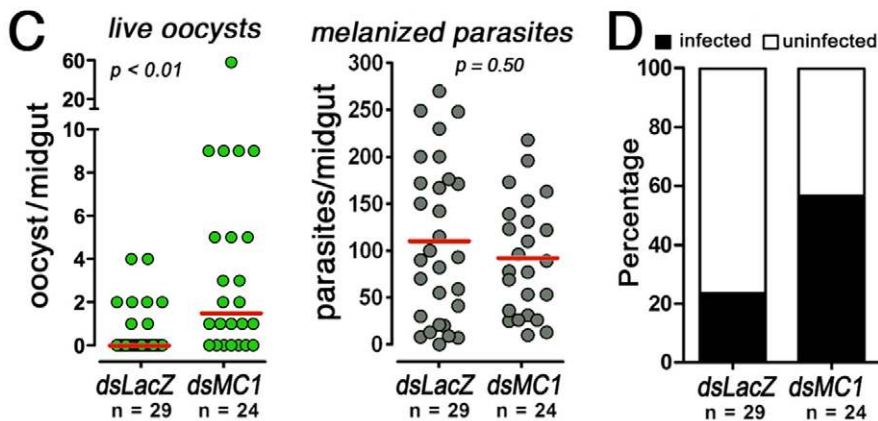 C
live oocysts
p < 0.01
oocyst/midgut
60
20
10
8
6
4
2
0
dsLacZ
n = 29
dsMC1
n = 24
melanized parasites
p = 0.50
parasites/midgut
300
250
200
150
100
50
0
dsLacZ
n = 29
dsMC1
n = 24
D
infected uninfected
Percentage
100
80
60
40
20
0
dsLacZ
n = 29
dsMC1
n = 24